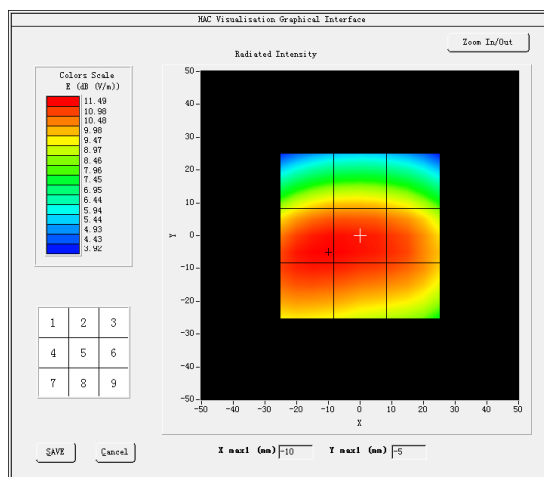 HAC Visualisation Graphical Interface
Zoom In/Out
Radiated Intensity
Colors Scale
E (dB (V/m))
11.49
10.98
10.48
9.98
9.47
8.97
8.46
7.96
7.45
6.95
6.44
5.94
5.44
4.93
4.43
3.92
50
40
30
20
10
0
-10
-20
-30
-40
-50
Y
-50 -40 -30 -20 -10 0 10 20 30 40 50
X
1 2 3
4 5 6
7 8 9
SAVE Cancel
X max1 (mm) -10 Y max1 (mm) -5